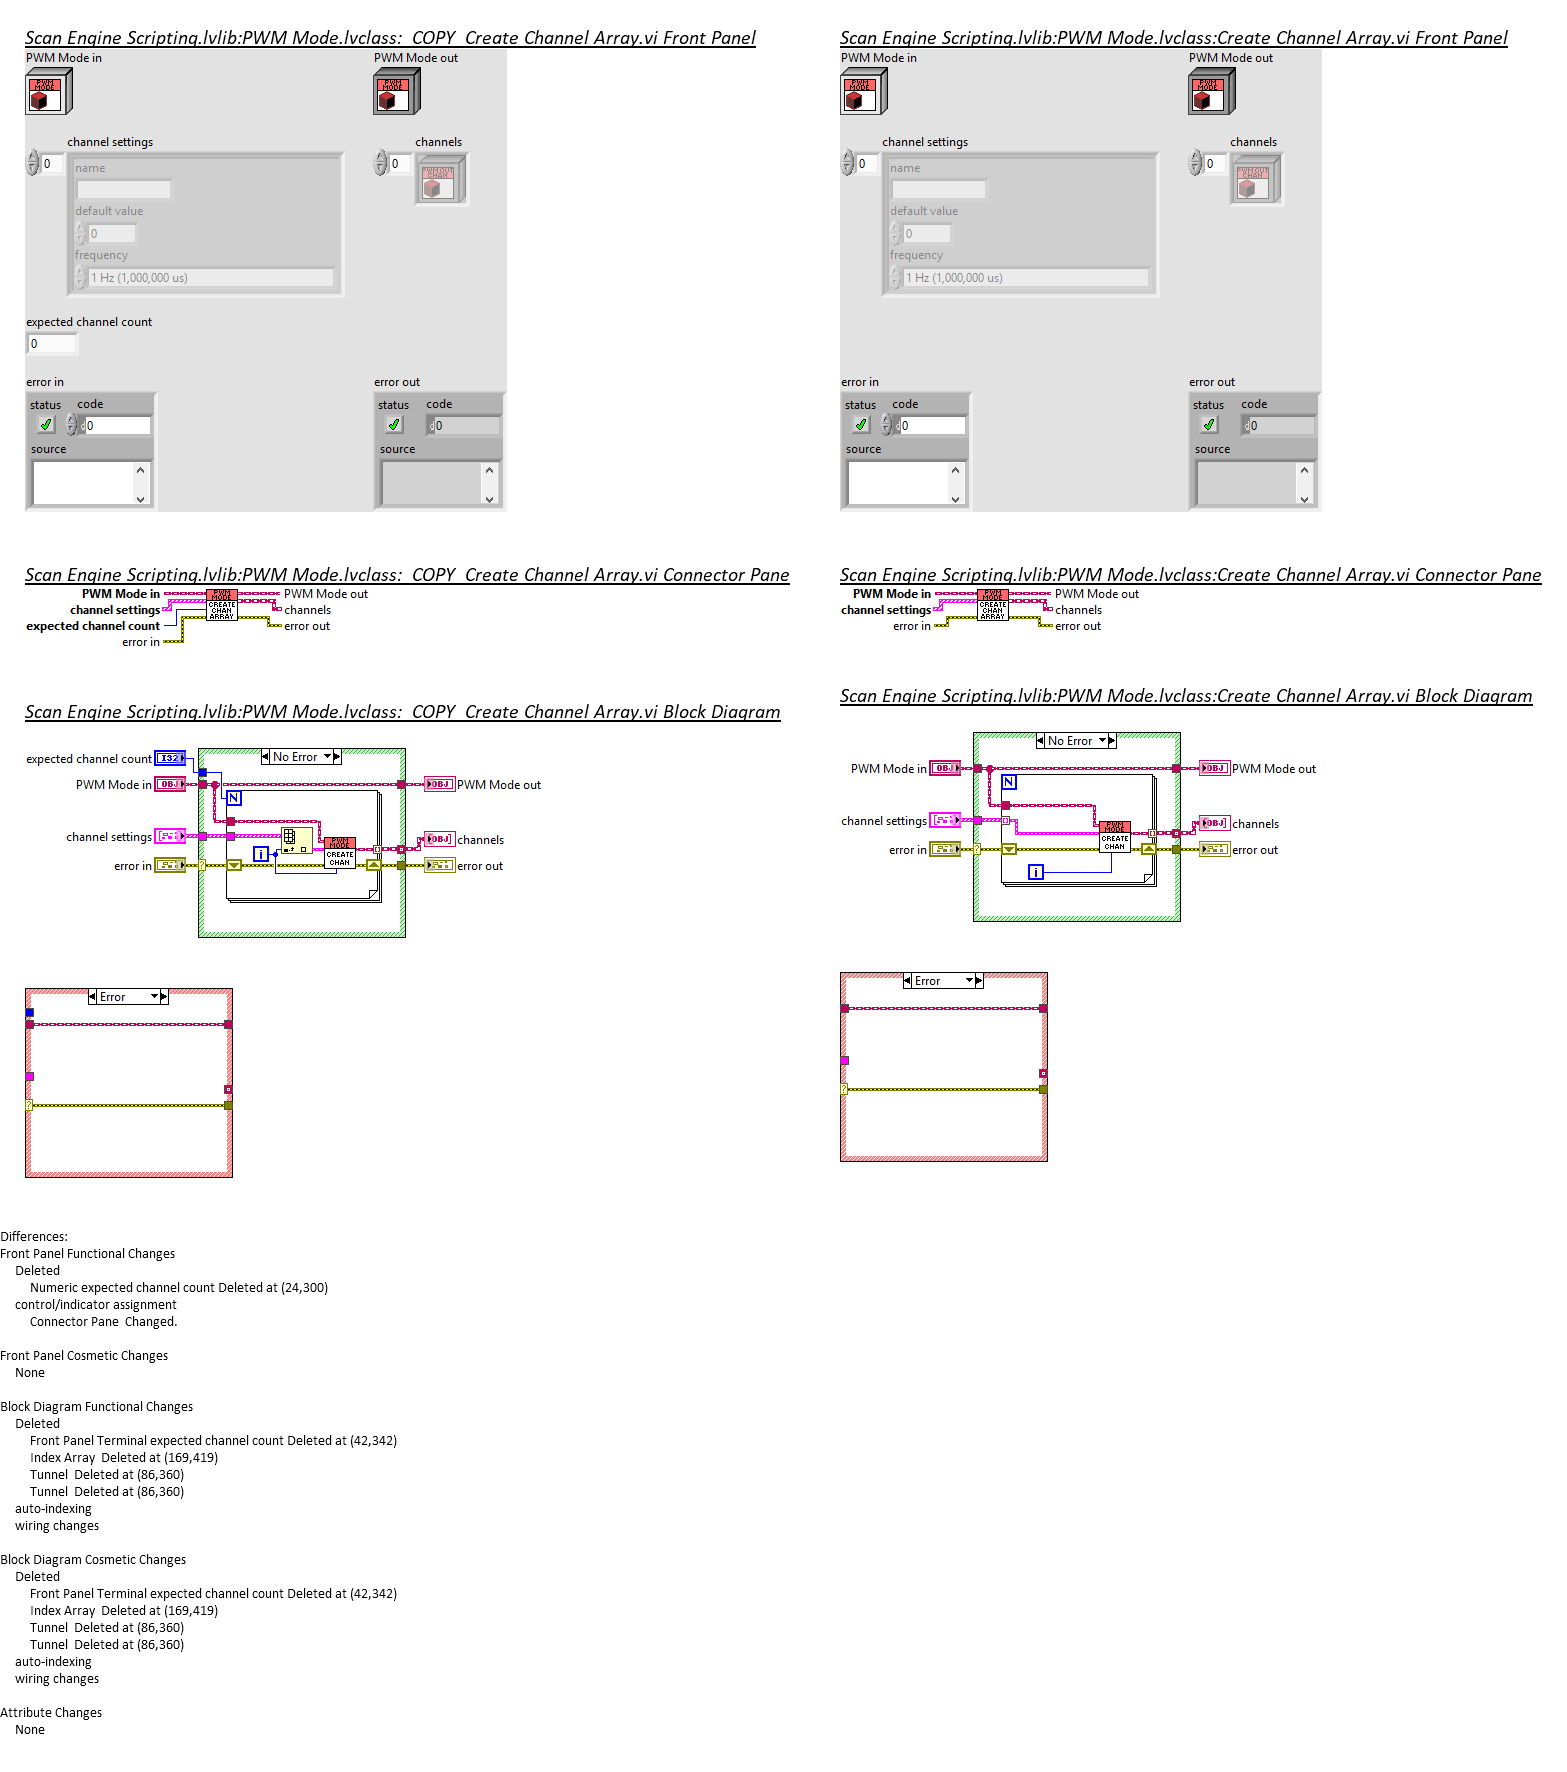 Scan Engine Scripting.lvlib:PWM Mode.lvclass:_COPY_Create Channel Array.vi Front Panel
PWM Mode in
PWM Mode out
PWM MODE
PWM MODE
channel settings
channels
0
0
name
PWM OUT CHAN
default value
0
frequency
1 Hz (1,000,000 us)
expected channel count
0
error in
error out
status
code
status
code
d 0
d 0
source
source
Scan Engine Scripting.lvlib:PWM Mode.lvclass:Create Channel Array.vi Front Panel
PWM Mode in
PWM Mode out
PWM MODE
PWM MODE
channel settings
channels
0
0
name
PWM OUT CHAN
default value
0
frequency
1 Hz (1,000,000 us)
error in
error out
status
code
status
code
d 0
d 0
source
source
Scan Engine Scripting.lvlib:PWM Mode.lvclass:_COPY_Create Channel Array.vi Connector Pane
PWM Mode in
PWM MODE
PWM Mode out
channel settings
CREATE CHAN ARRAY
channels
expected channel count
error out
error in
Scan Engine Scripting.lvlib:PWM Mode.lvclass:Create Channel Array.vi Connector Pane
PWM Mode in
PWM MODE
PWM Mode out
channel settings
CREATE CHAN ARRAY
channels
error in
error out
Scan Engine Scripting.lvlib:PWM Mode.lvclass:_COPY_Create Channel Array.vi Block Diagram
expected channel count
I32
No Error
PWM Mode in
OBJ
OBJ
PWM Mode out
N
channel settings
PWM MODE
[OBJ]
channels
i
CREATE CHAN
error in
?
error out
Error
?
Scan Engine Scripting.lvlib:PWM Mode.lvclass:Create Channel Array.vi Block Diagram
No Error
PWM Mode in
OBJ
OBJ
PWM Mode out
N
channel settings
PWM MODE
[OBJ]
channels
CREATE CHAN
error in
?
error out
i
Error
?
Differences:
Front Panel Functional Changes
Deleted
Numeric expected channel count Deleted at (24,300)
control/indicator assignment
Connector Pane  Changed.
Front Panel Cosmetic Changes
None
Block Diagram Functional Changes
Deleted
Front Panel Terminal expected channel count Deleted at (42,342)
Index Array  Deleted at (169,419)
Tunnel  Deleted at (86,360)
Tunnel  Deleted at (86,360)
auto-indexing
wiring changes
Block Diagram Cosmetic Changes
Deleted
Front Panel Terminal expected channel count Deleted at (42,342)
Index Array  Deleted at (169,419)
Tunnel  Deleted at (86,360)
Tunnel  Deleted at (86,360)
auto-indexing
wiring changes
Attribute Changes
None